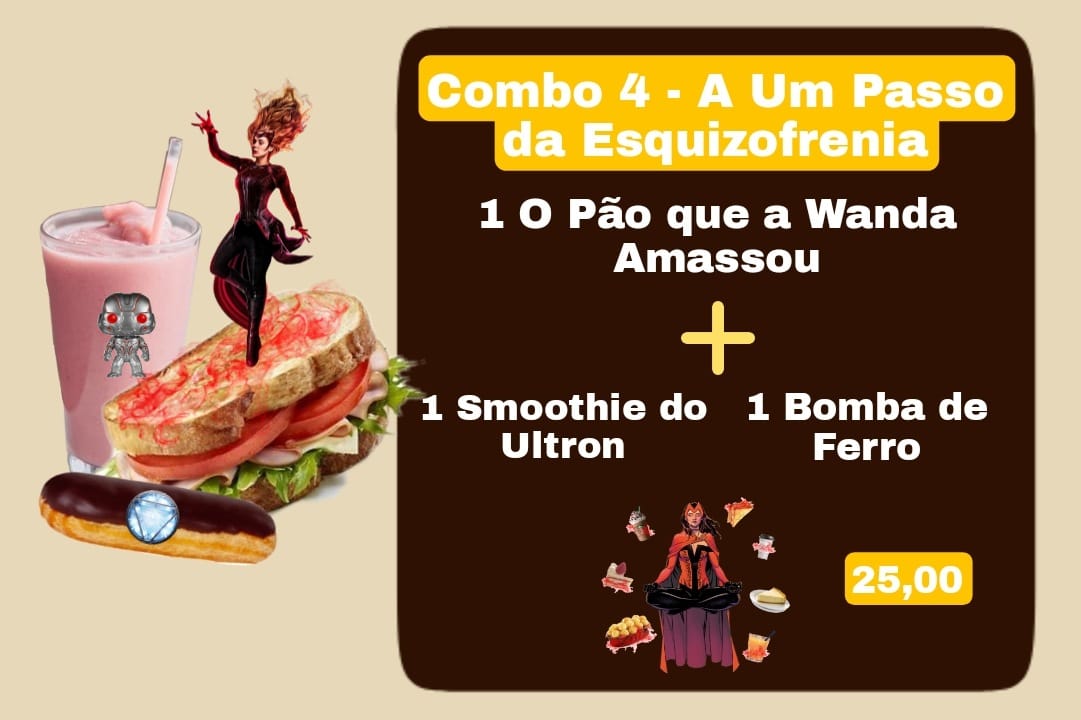 Combo 4 - A Um Passo
da Esquizofrenia
1 O Pão que a Wanda
Amassou
+
1 Smoothie do
Ultron
1 Bomba de
Ferro
25,00